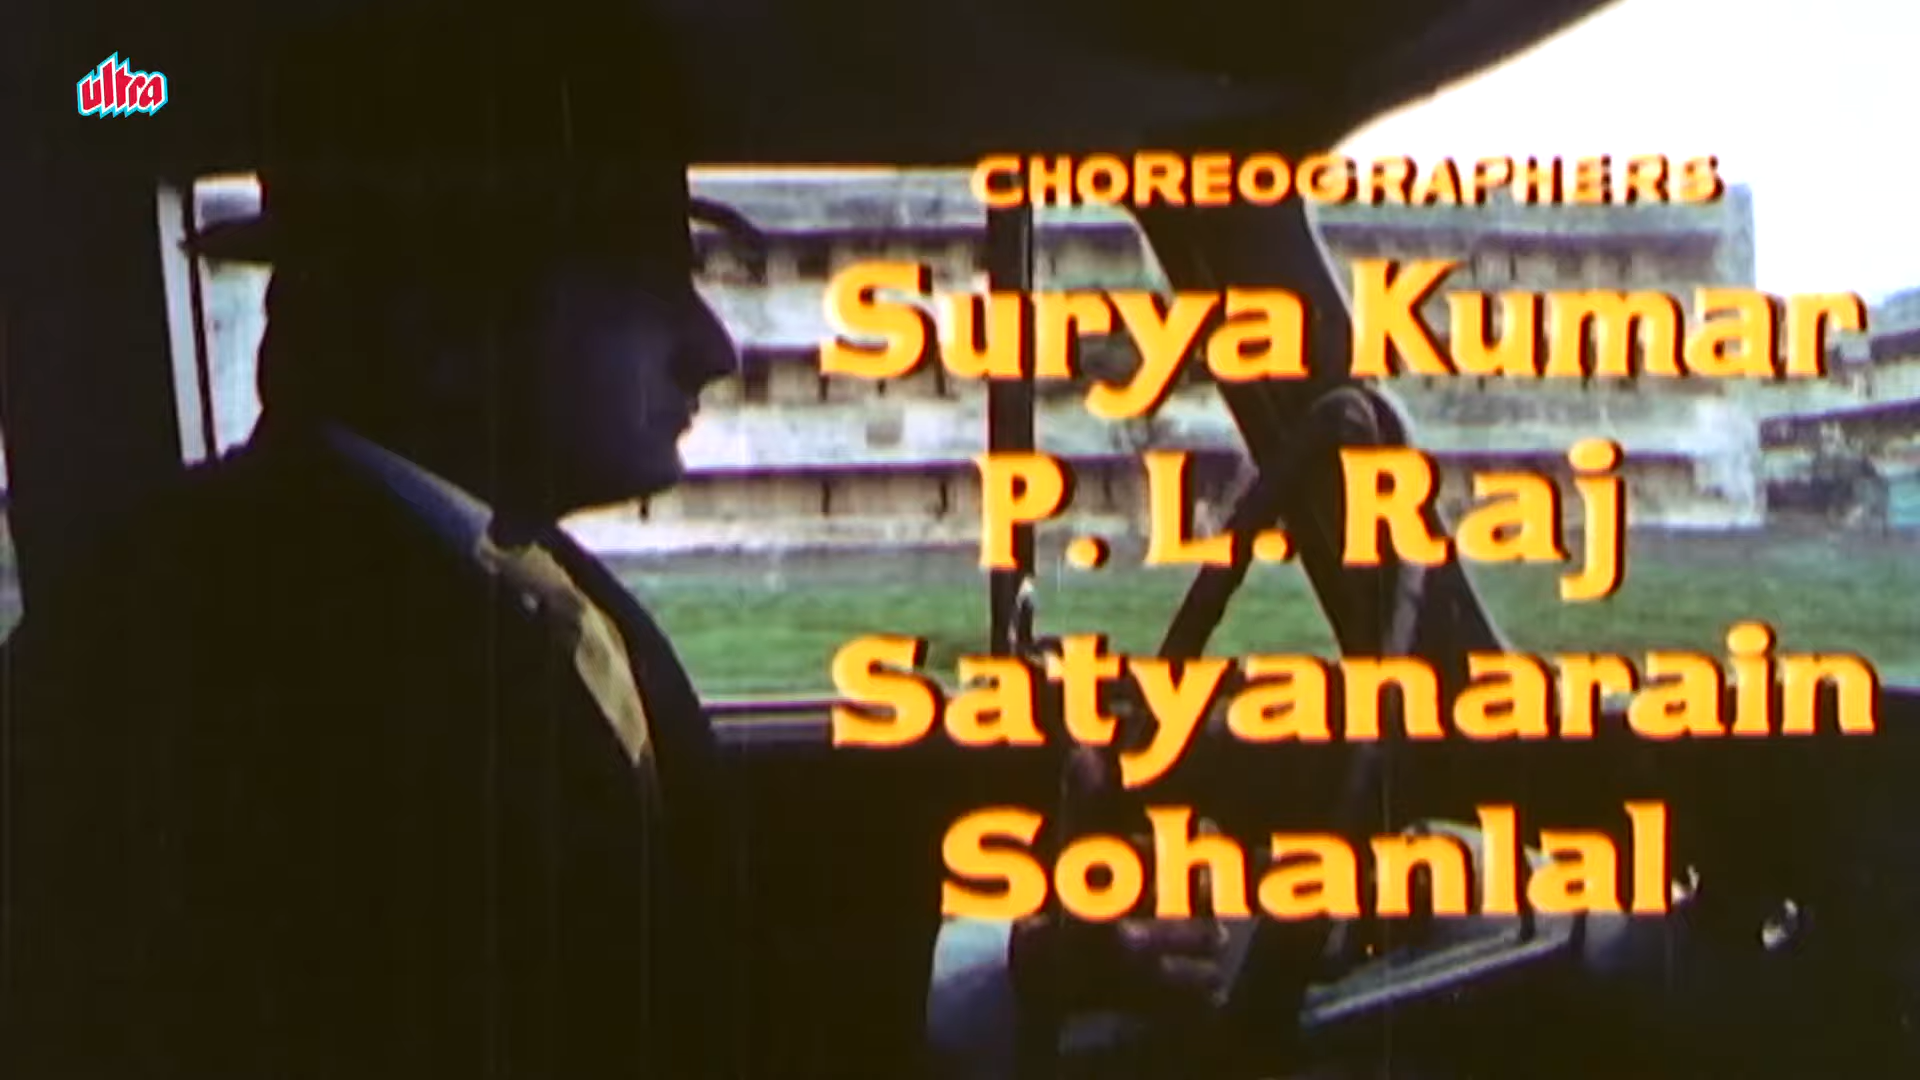 ultra
CHOREOGRAPHERS
Surya Kumar
P. L. Raj
Satyanarain
Sohanlal